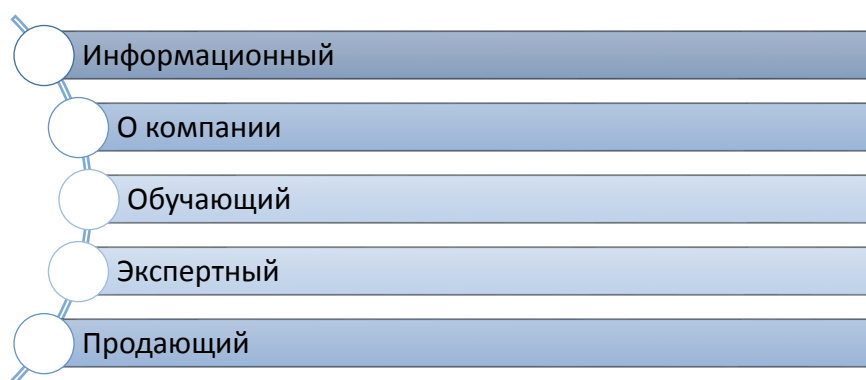 Информационный
О компании
Обучающий
Экспертный
Продающий